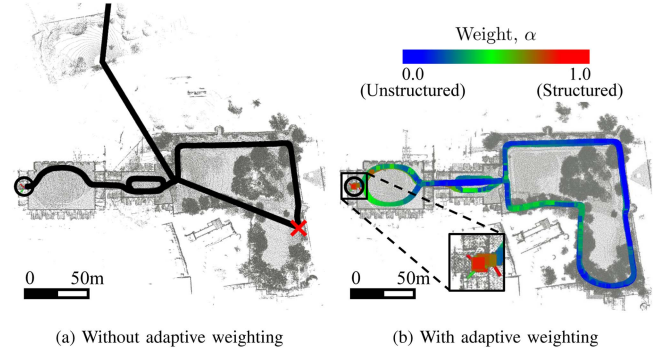 Weight, α
0.0
1.0
(Unstructured)
(Structured)
0
50m
0
50m
(a) Without adaptive weighting
(b) With adaptive weighting